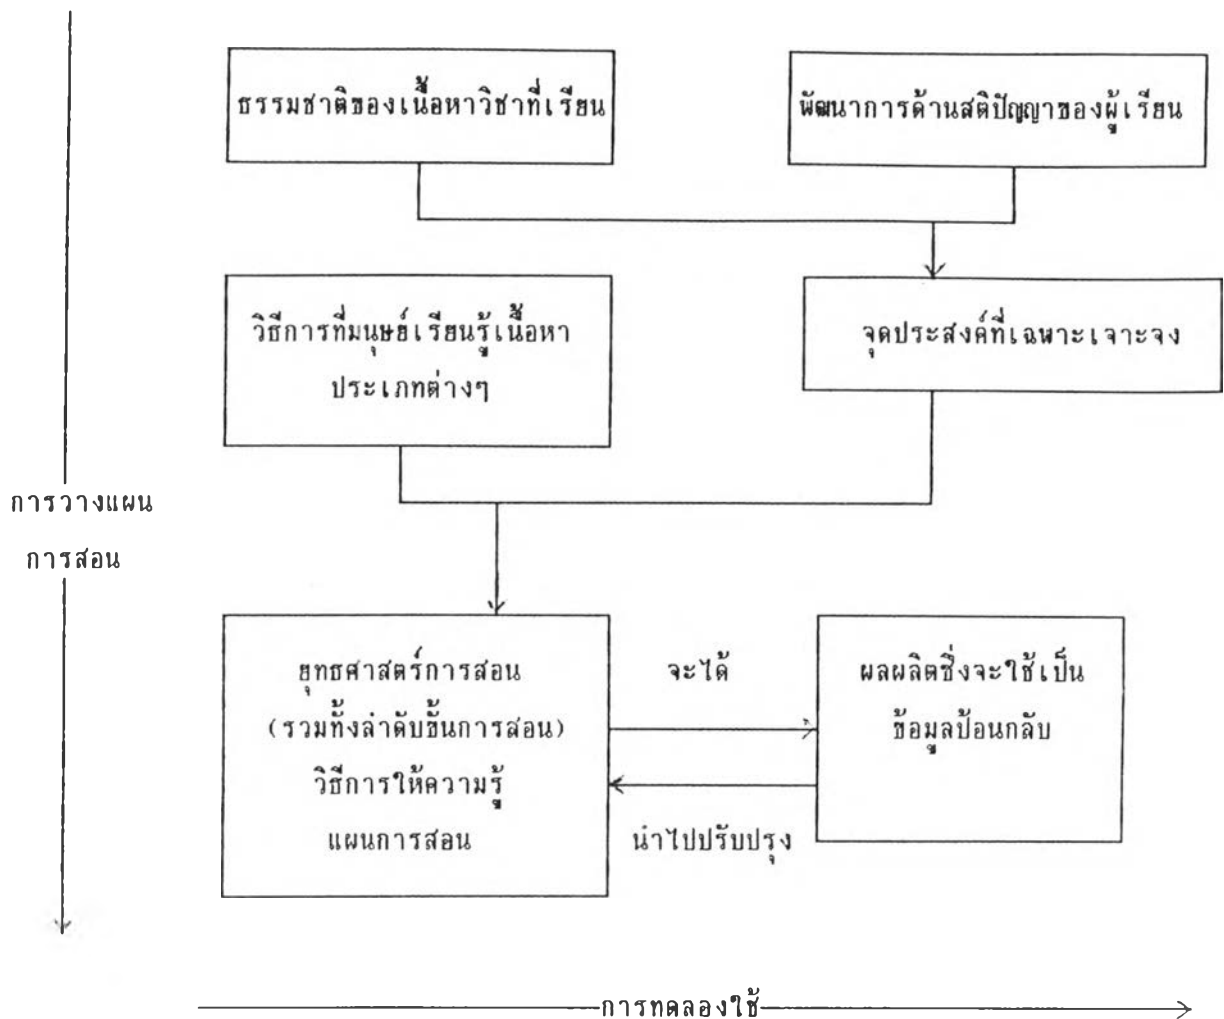 ธรรมชาติของเนื้อหาวิชาที่เรียน
พัฒนาการด้านสติปัญญาของผู้เรียน
วิธีการที่มนุษย์เรียนรู้เนื้อหา
ประเภทต่างๆ
จุดประสงค์ที่เฉพาะเจาะจง
การวางแผน
การสอน
ยุทธศาสตร์การสอน
(รวมทั้งลำดับขั้นการสอน)
วิธีการให้ความรู้
แผนการสอน
จะได้
นำไปปรับปรุง
ผลผลิตซึ่งจะใช้เป็น
ข้อมูลป้อนกลับ
การทดลองใช้